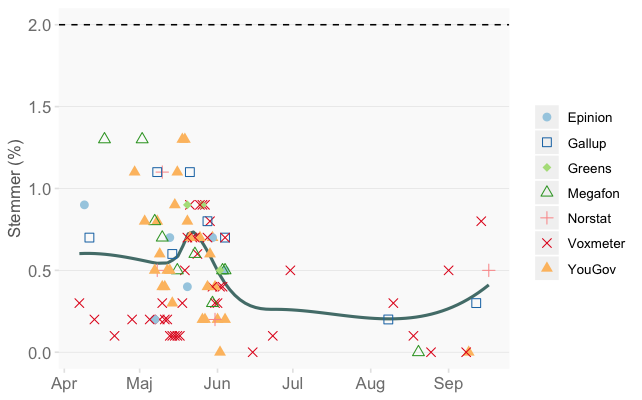 2.0
1.5
1.0
0.5
0.0
Stemmer (%)
Apr Maj Jun Jul Aug Sep
Epinion
Gallup
Greens
Megafon
Norstat
Voxmeter
YouGov